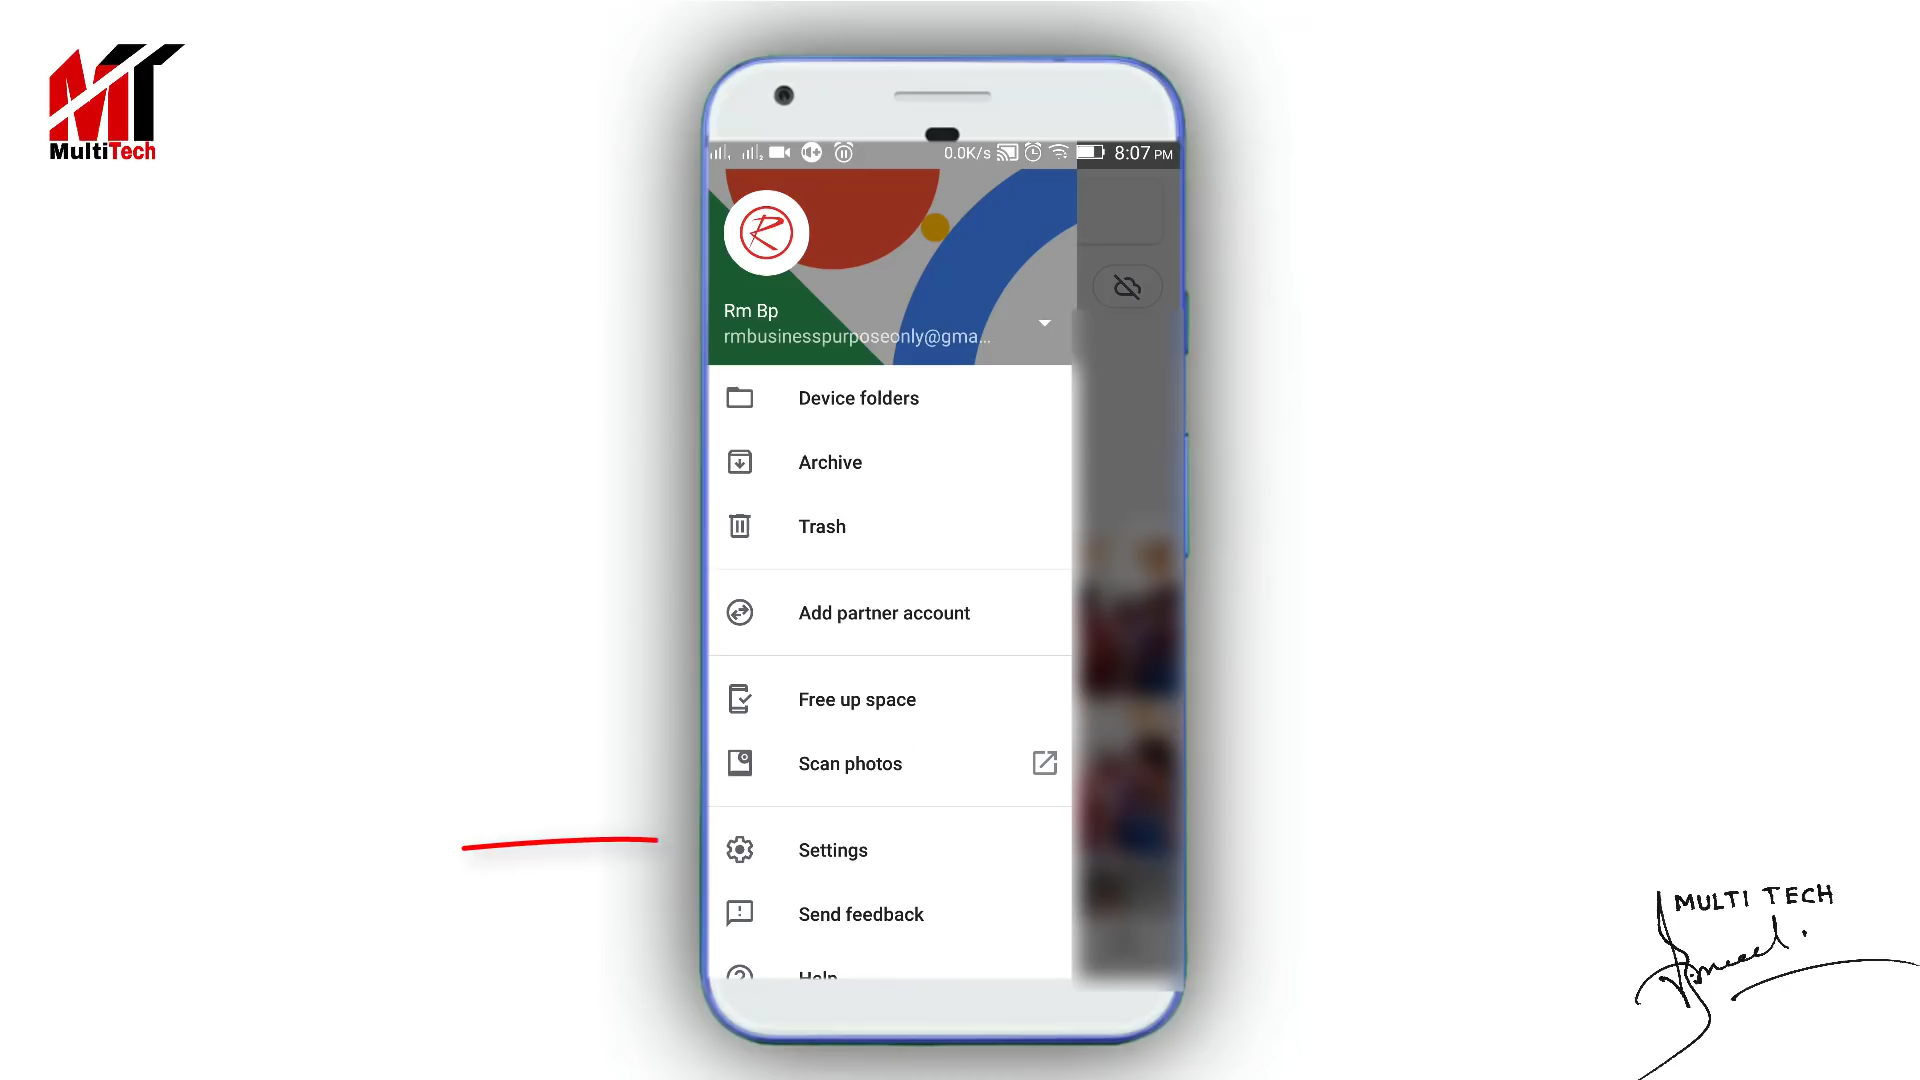 MultiTech
0.0K/s 8:07 PM
Rm Bp
rmbusinesspurposeonly@gma...
Device folders
Archive
Trash
Add partner account
Free up space
Scan photos
Settings
Send feedback
Help
MULTI TECH